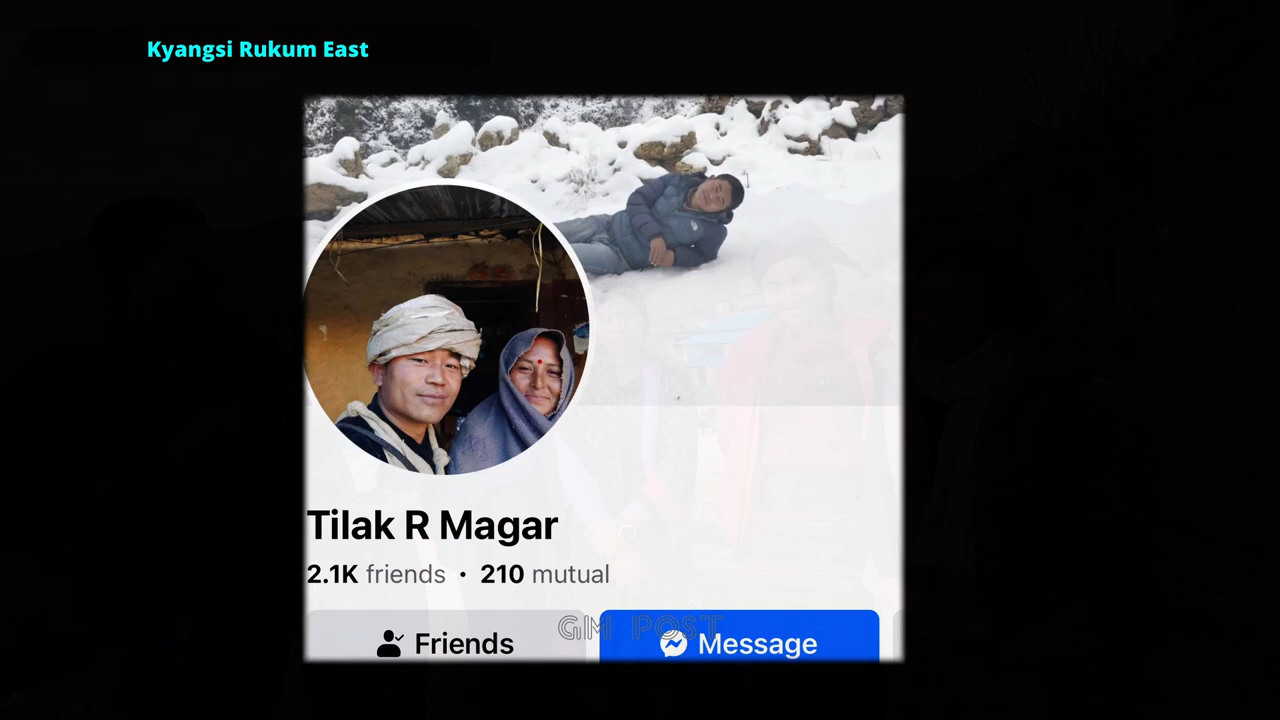 Kyangsi Rukum East
Tilak R Magar
2.1K friends • 210 mutual
Friends
GM POST
Message